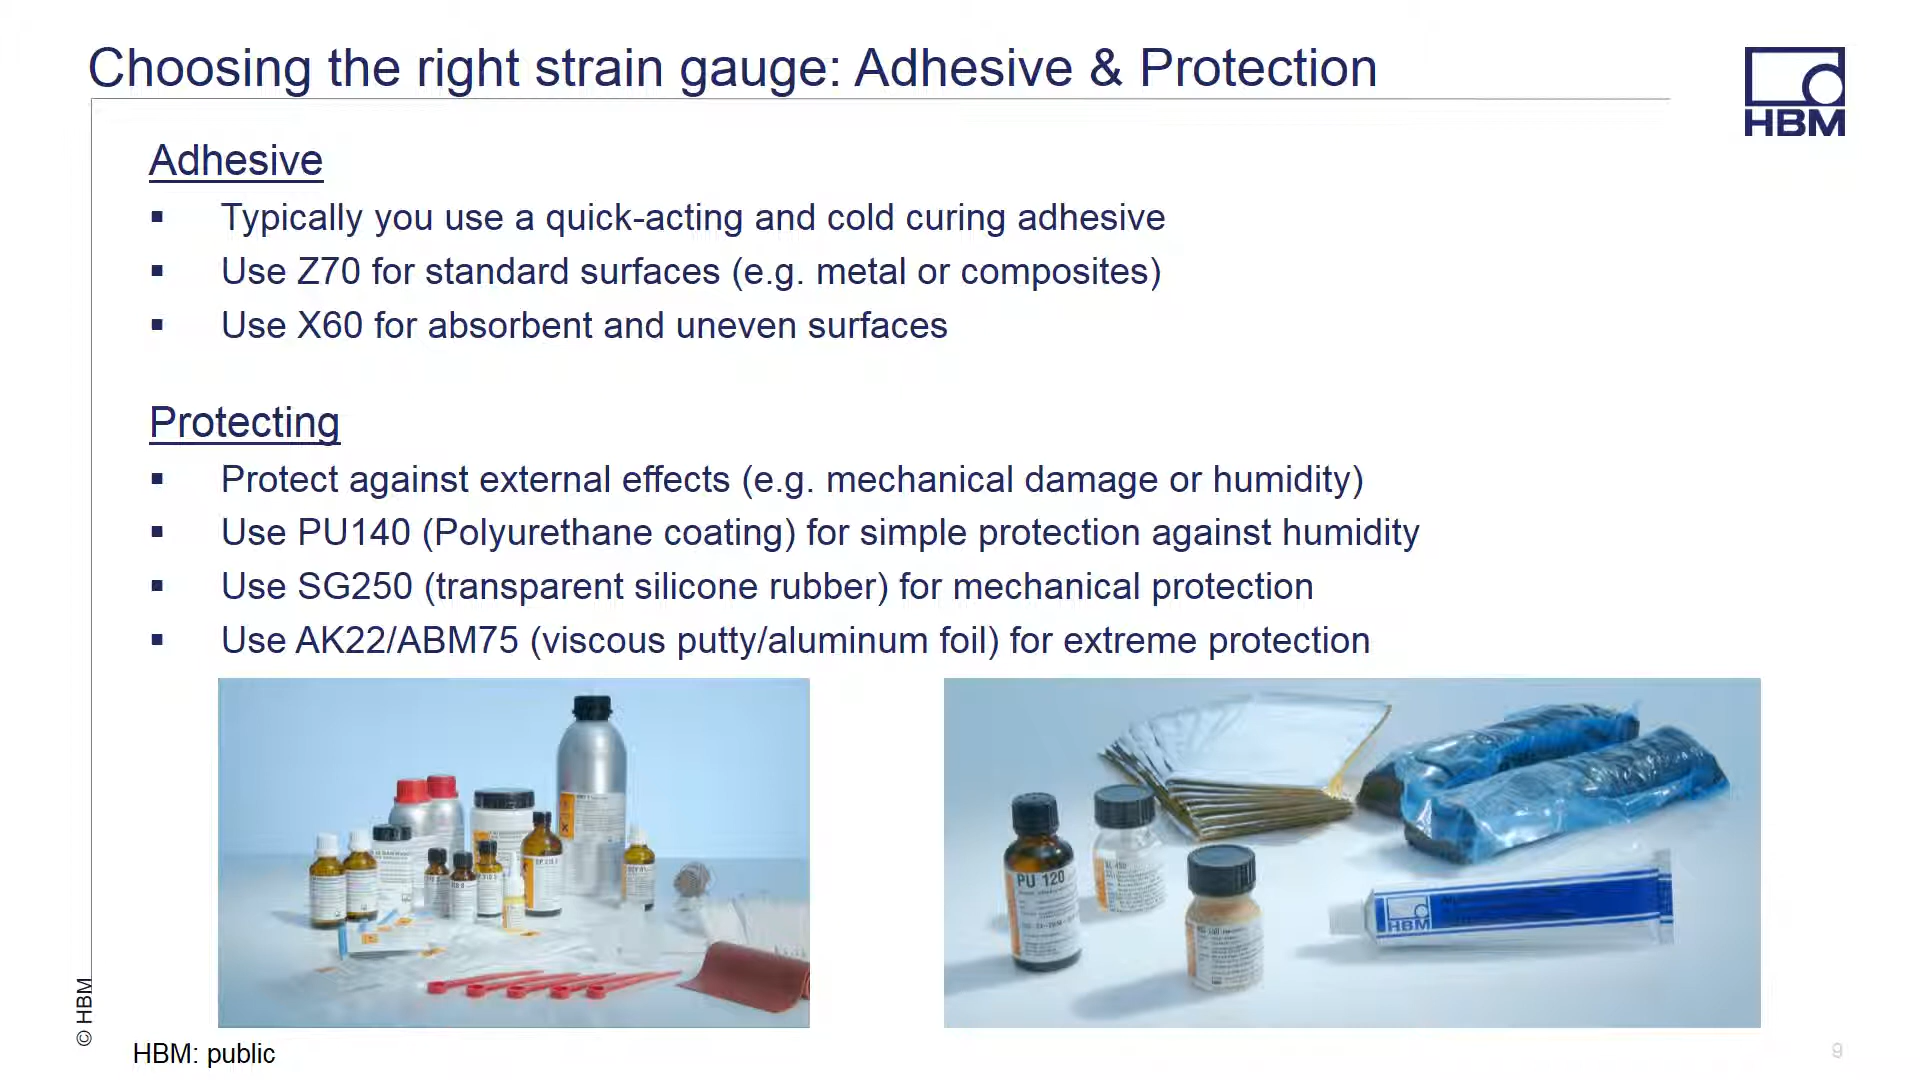 Choosing the right strain gauge: Adhesive & Protection
HBM
Adhesive
▪ Typically you use a quick-acting and cold curing adhesive
▪ Use Z70 for standard surfaces (e.g. metal or composites)
▪ Use X60 for absorbent and uneven surfaces
Protecting
▪ Protect against external effects (e.g. mechanical damage or humidity)
▪ Use PU140 (Polyurethane coating) for simple protection against humidity
▪ Use SG250 (transparent silicone rubber) for mechanical protection
▪ Use AK22/ABM75 (viscous putty/aluminum foil) for extreme protection
PU 120
HBM
© HBM
HBM: public
9